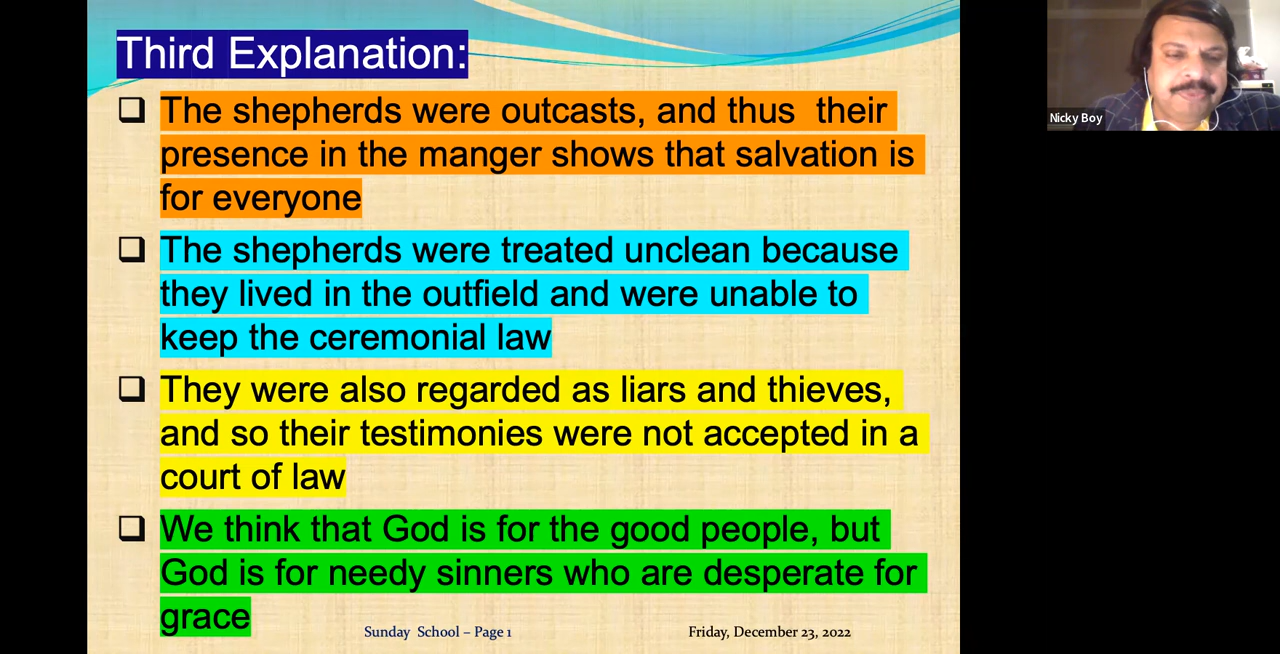 Third Explanation:
The shepherds were outcasts, and thus their
presence in the manger shows that salvation is
for everyone
The shepherds were treated unclean because
they lived in the outfield and were unable to
keep the ceremonial law
They were also regarded as liars and thieves,
and so their testimonies were not accepted in a
court of law
We think that God is for the good people, but
God is for needy sinners who are desperate for
grace
Sunday School – Page 1
Friday, December 23, 2022
Nicky Boy